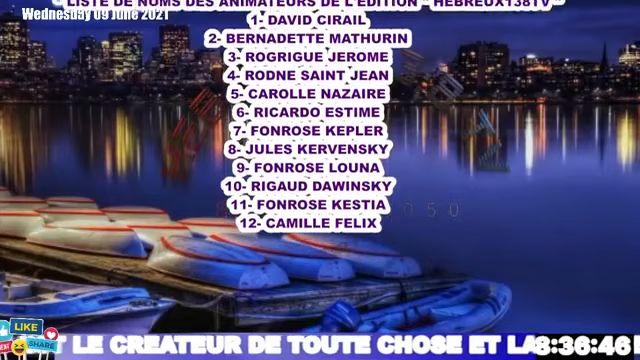 " LISTE DE NOMS DES ANIMATEURS DE L'EDITION " HEBREUX138TV "
Wednesday 09 June 2021
1- DAVID CIRAIL
2- BERNADETTE MATHURIN
3- ROGRIGUE JEROME
4- RODNE SAINT JEAN
5- CAROLLE NAZAIRE
6- RICARDO ESTIME
7- FONROSE KEPLER
8- JULES KERVENSKY
9- FONROSE LOUNA
10- RIGAUD DAWINSKY
11- FONROSE KESTIA
12- CAMILLE FELIX
050
LIKE
SHARE
LE CREATEUR DE TOUTE CHOSE ET LA
8:36:46